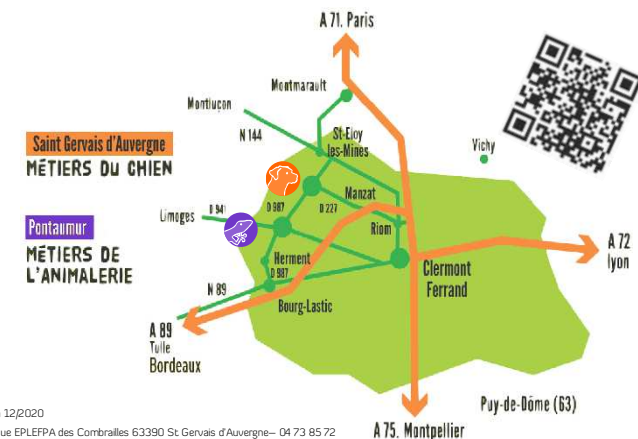 A 71. Paris
Montmarault
Montluçon
N 144
St-Eloy
les-Mines
Vichy
Saint Gervais d'Auvergne
MÉTIERS DU CHIEN
Manzat
D 941
D 987
D 227
Limoges
Riom
Pontaumur
MÉTIERS DE
L'ANIMALERIE
Herment
D 987
A 72
lyon
Clermont
Ferrand
N 89
Bourg-Lastic
A 89
Tulle
Bordeaux
Puy-de-Dôme (63)
12/2020
ue EPLEFPA des Combrailles 63390 St. Gervais d'Auvergne– 04 73 85 72
A 75. Montpellier